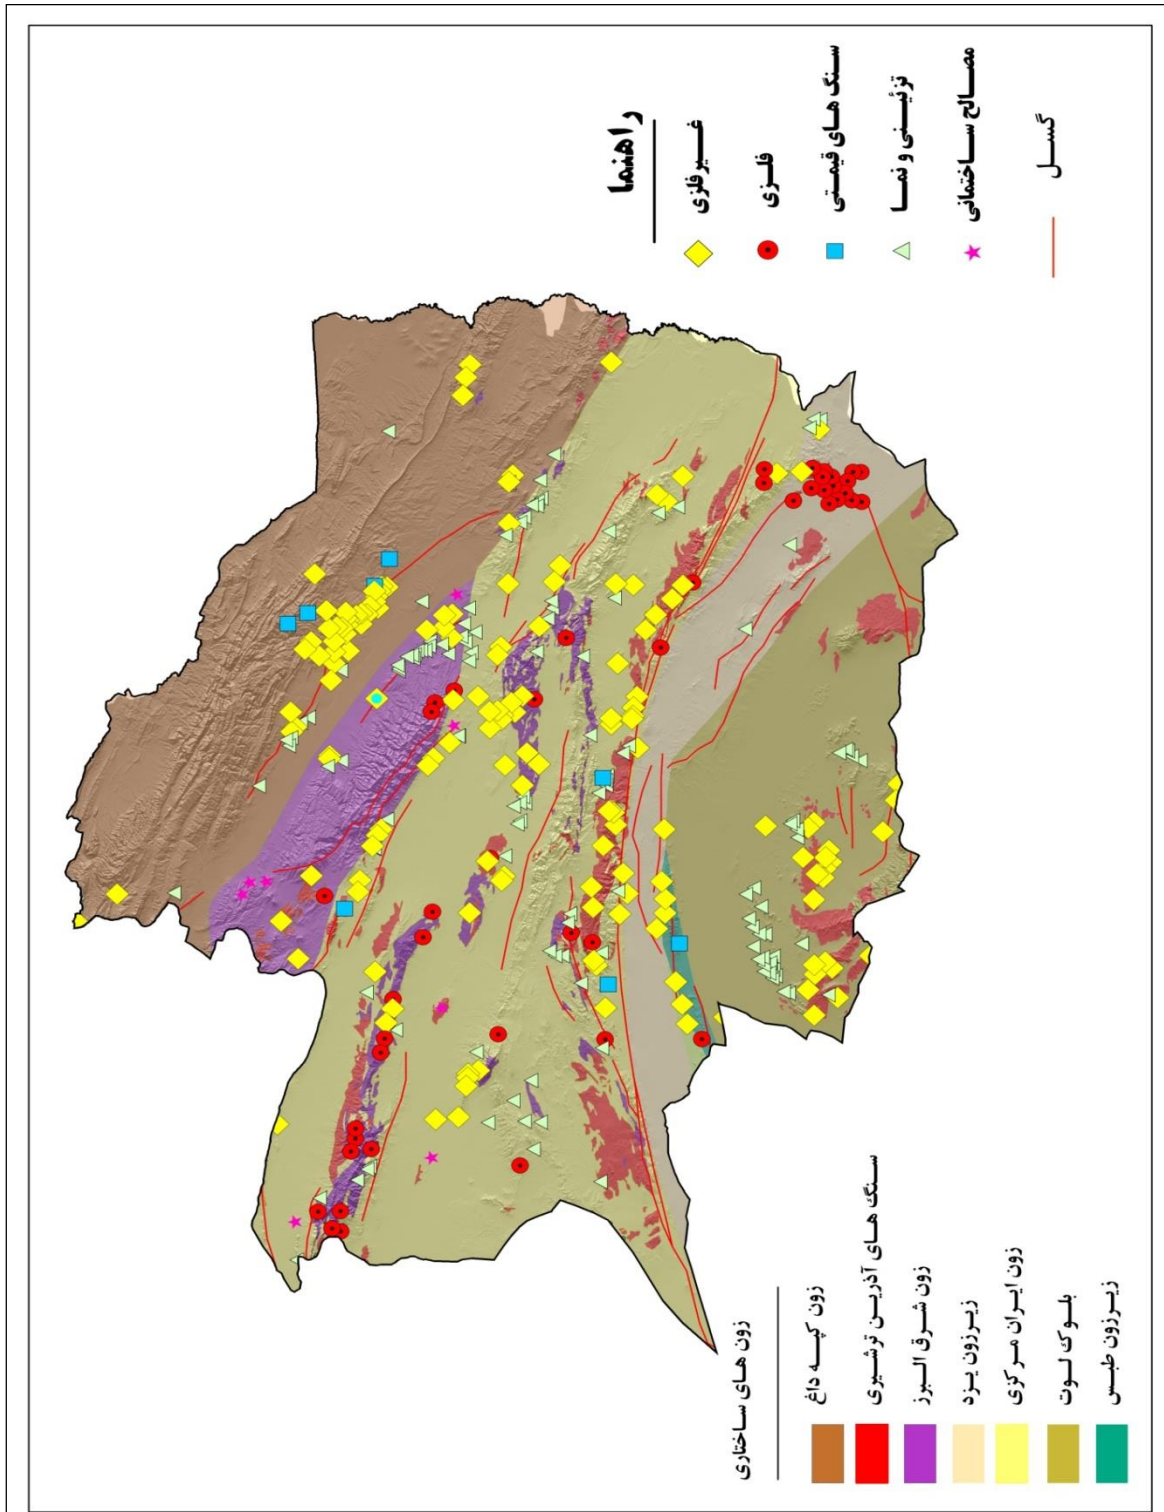 راهنما
غیرفلزی
فلزی
سنگ های قیمتی
تزئینی و نما
مصالح ساختمانی
گسل
زون های ساختاری
زون کپه داغ
سنگ های آذرین ترشیری
زون شرق البرز
زیرزون یزد
زون ایران مرکزی
بلوک لوت
زیرزون طبس